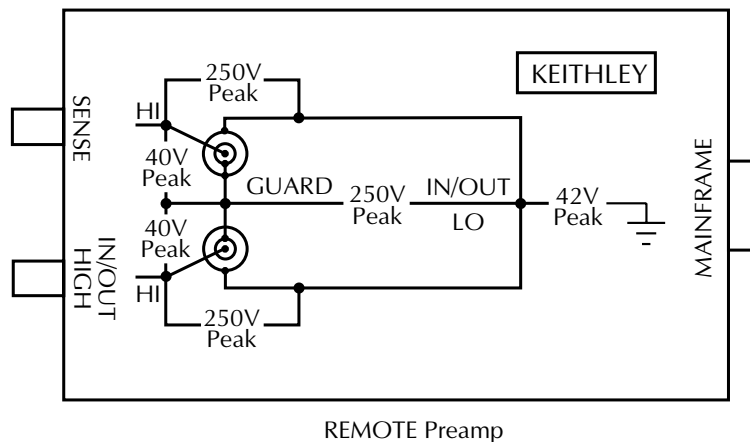 250V
Peak
KEITHLEY
HI
SENSE
40V
Peak
GUARD
250V
Peak
IN/OUT
LO
42V
Peak
MAINFRAME
40V
Peak
IN/OUT
HIGH
HI
250V
Peak
REMOTE Preamp